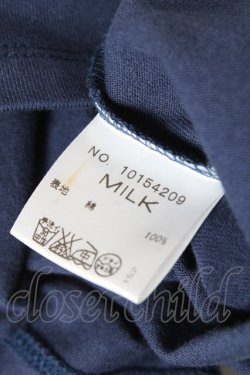 NO. 10154209
MILK
表地 綿 100%
closet child